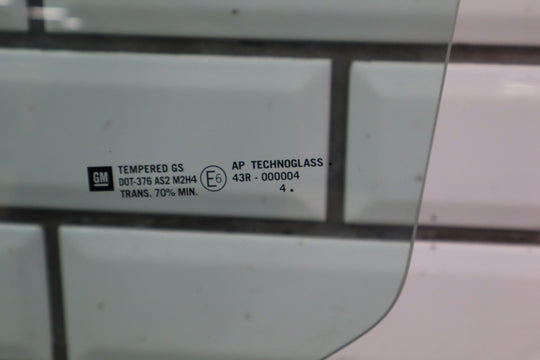 GM
TEMPERED GS
DOT-376 AS2 M2H4
TRANS. 70% MIN.
E6
AP TECHNOGLASS
43R - 000004
4 .